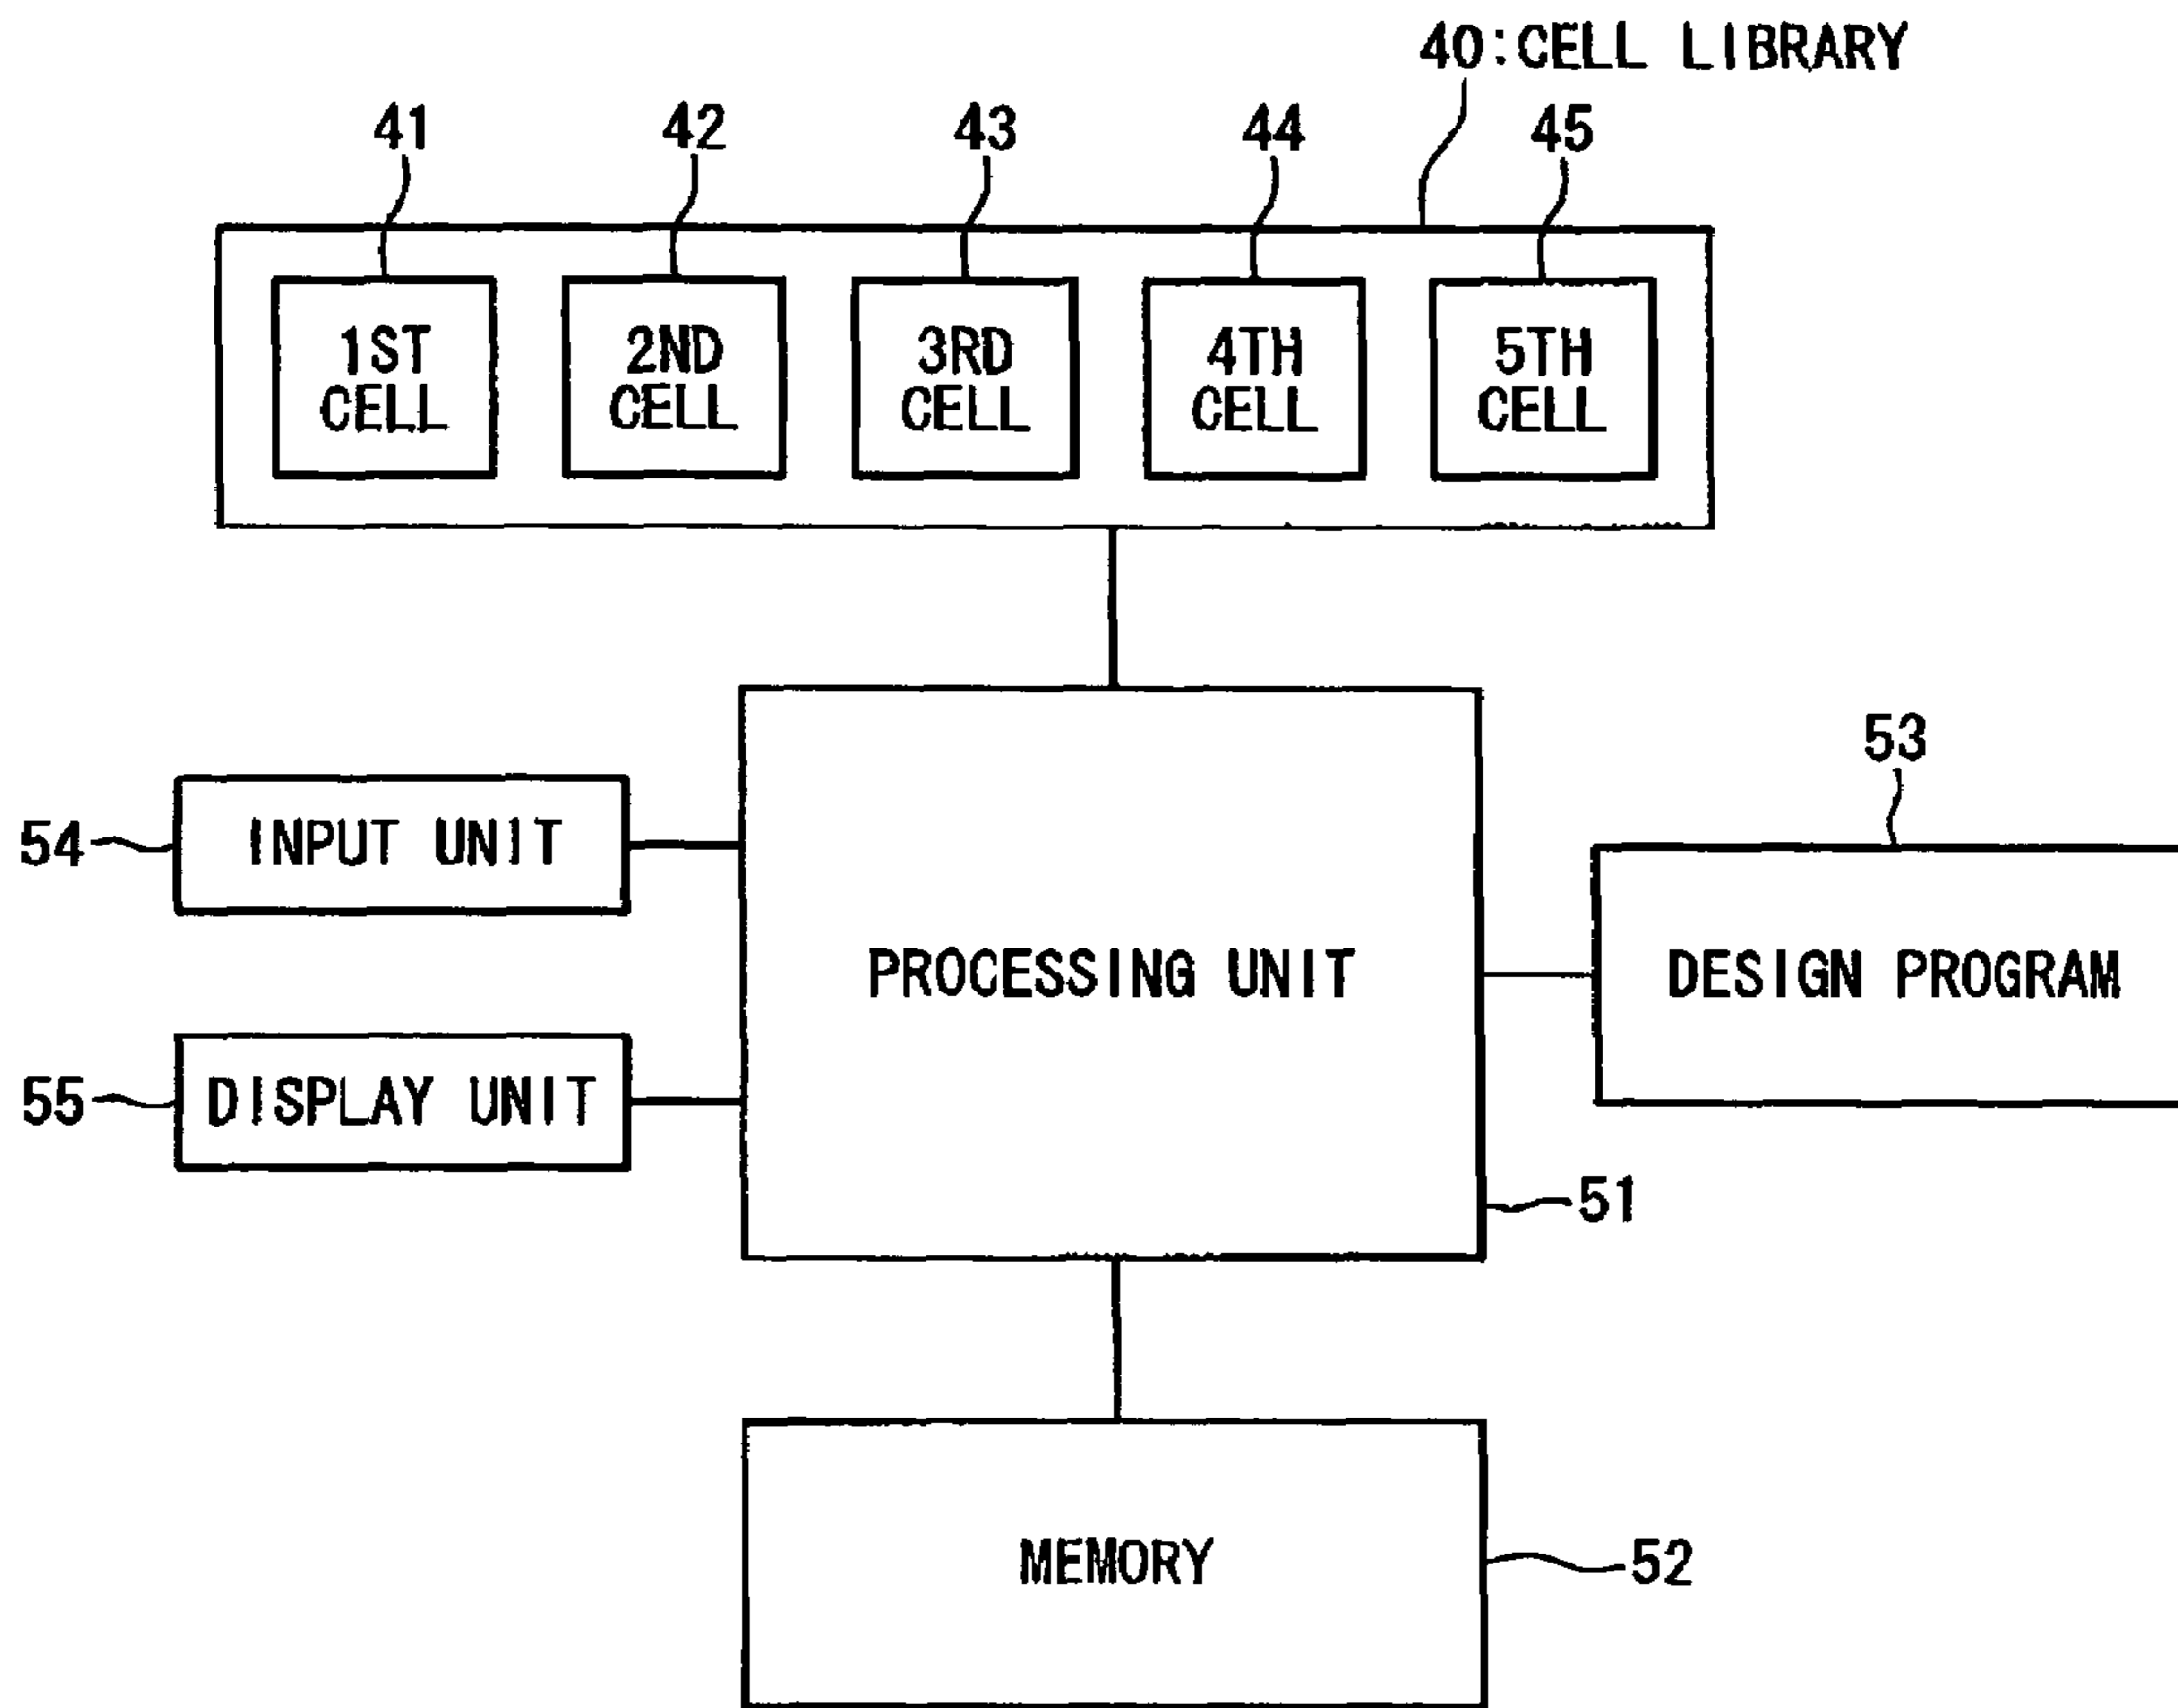 40:CELL LIBRARY
41 42 43 44 45
1ST CELL
2ND CELL
3RD CELL
4TH CELL
5TH CELL
53
54 INPUT UNIT
PROCESSING UNIT
DESIGN PROGRAM
55 DISPLAY UNIT
51
MEMORY
52